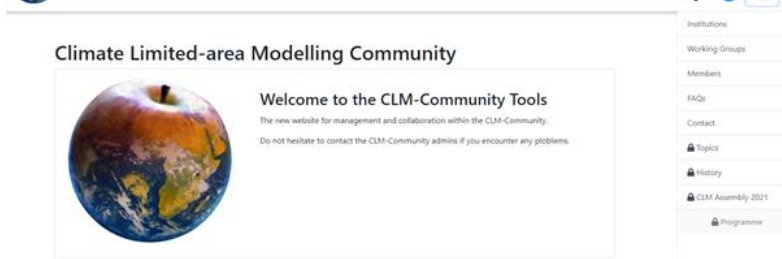 Climate Limited-area Modelling Community
Welcome to the CLM-Community Tools
The new website for management and collaboration within the CLM-Community.
Do not hesitate to contact the CLM-Community admins if you encounter any ploblems.
Institutions
Working Groups
Members
FAQs
Contact
Topics
History
CLM Assembly 2021
Programme